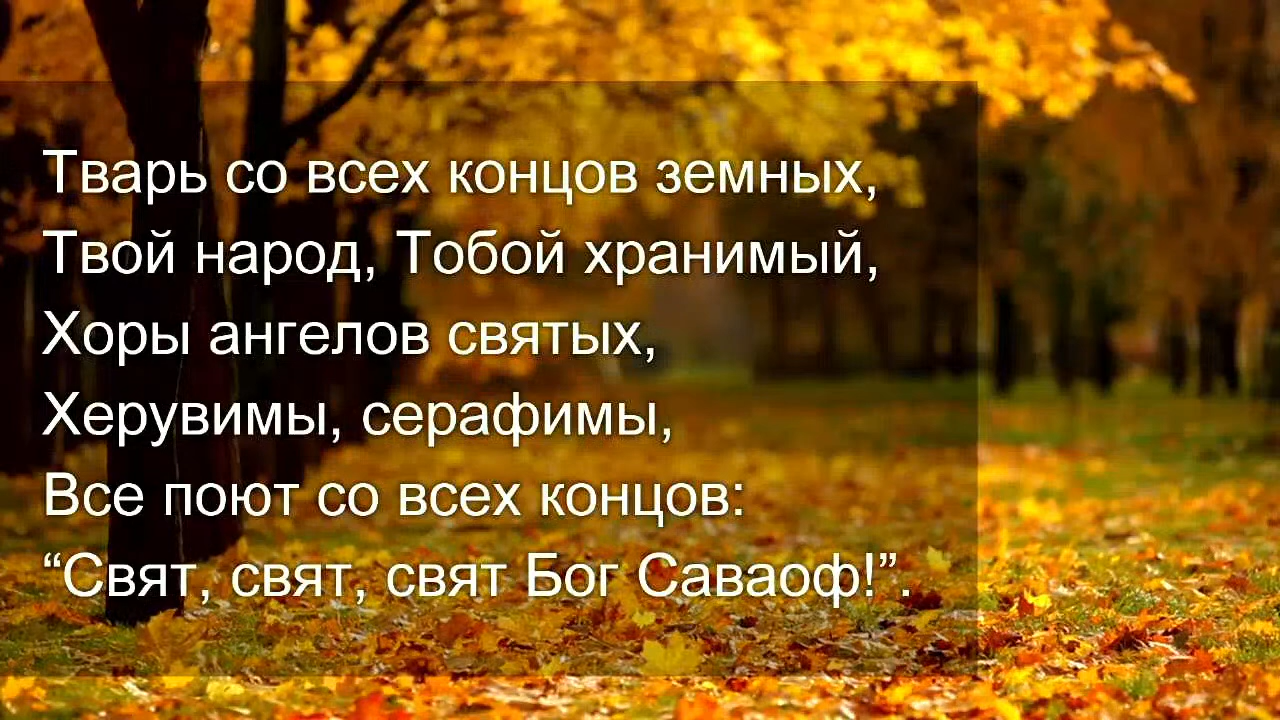 Тварь со всех концов земных,
Твой народ, Тобой хранимый,
Хоры ангелов святых,
Херувимы, серафимы,
Все поют со всех концов:
“Свят, свят, свят Бог Саваоф!”.